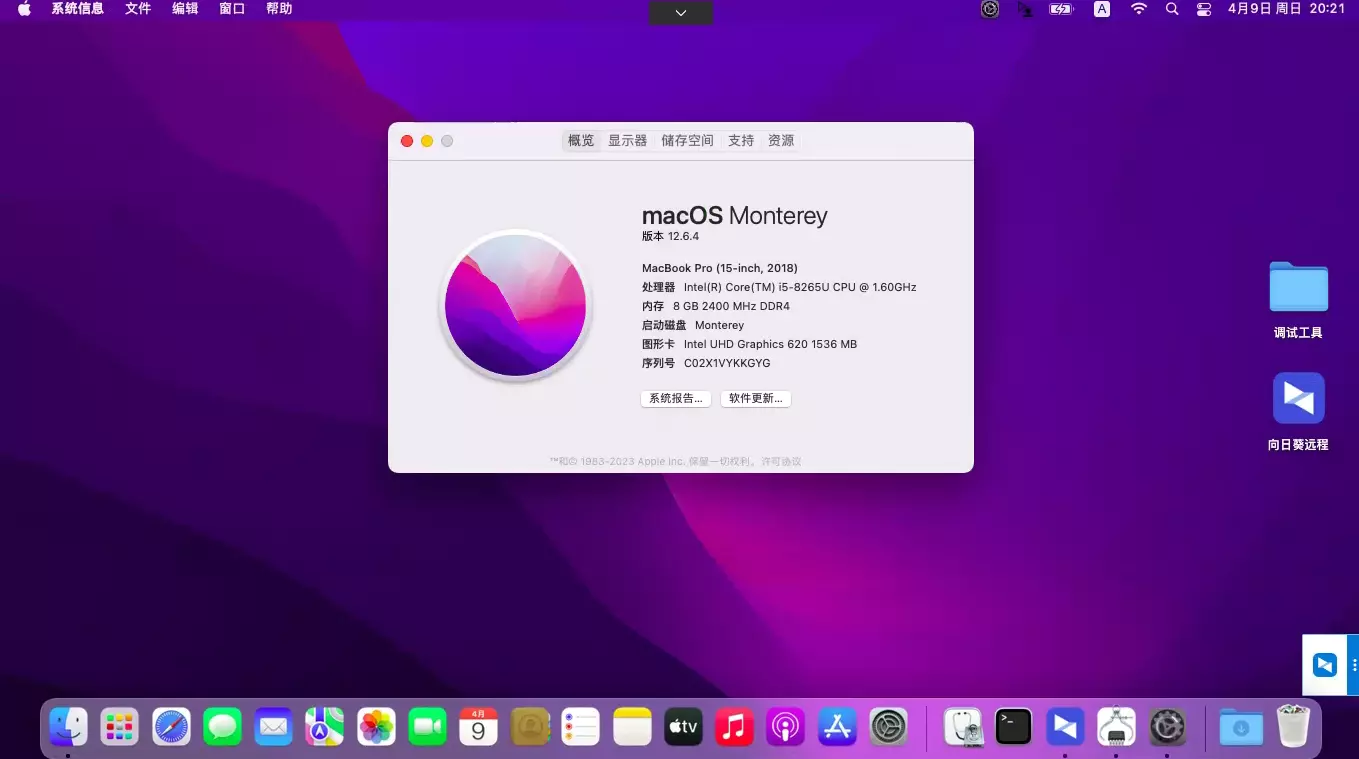 系统信息 文件 编辑 窗口 帮助
A 4月9日 周日 20:21
概览 显示器 储存空间 支持 资源
macOS Monterey
版本 12.6.4
MacBook Pro (15-inch, 2018)
处理器 Intel(R) Core(TM) i5-8265U CPU @ 1.60GHz
内存 8 GB 2400 MHz DDR4
启动磁盘 Monterey
图形卡 Intel UHD Graphics 620 1536 MB
序列号 C02X1VYKKGYG
系统报告... 软件更新...
™和© 1983-2023 Apple Inc. 保留一切权利。许可协议
调试工具
向日葵远程
4月
9
tv